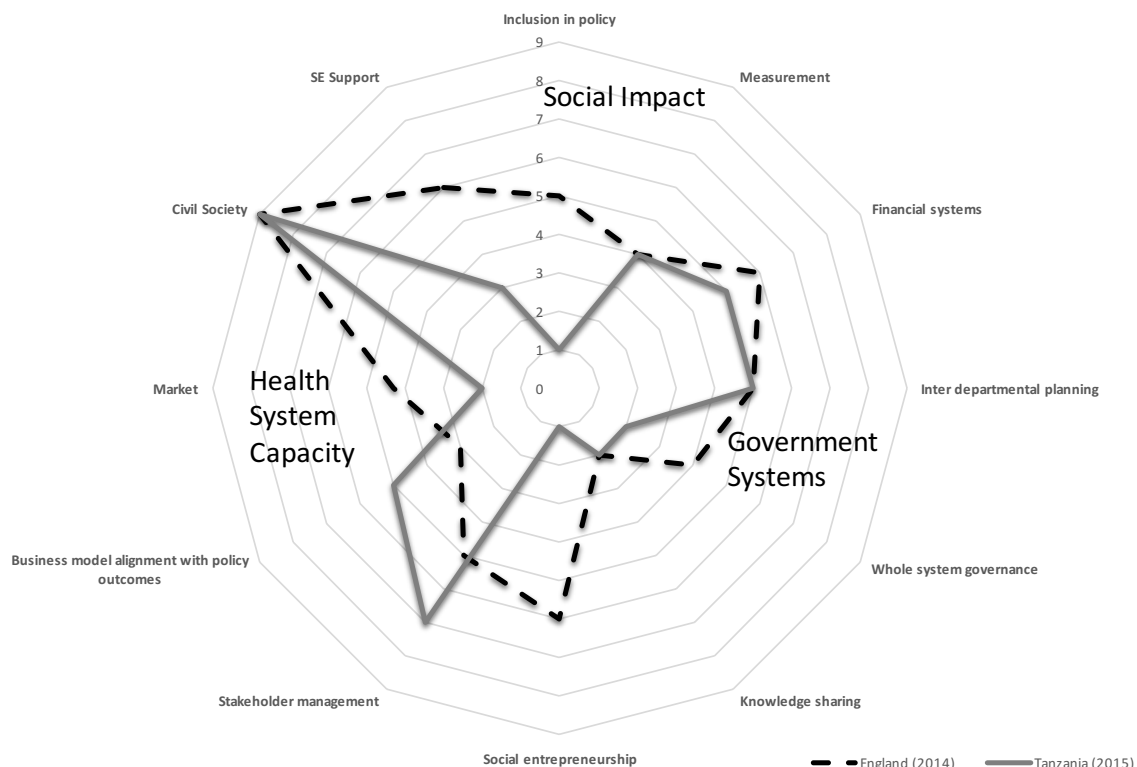 Inclusion in policy
9
SE Support
Measurement
8
Social Impact
7
6
Civil Society
Financial systems
5
4
3
2
1
Market
Health
System
Capacity
0
Inter departmental planning
Government
Systems
Business model alignment with policy
outcomes
Whole system governance
Stakeholder management
Knowledge sharing
Social entrepreneurship
England (2014)
Tanzania (2015)